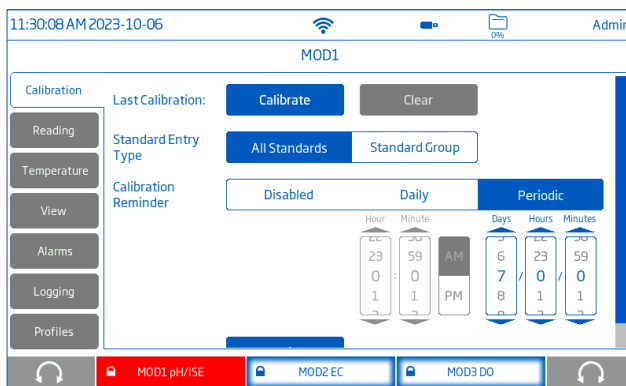 11:30:08 AM 2023-10-06
0%
Admin
MOD1
Calibration
Last Calibration:
Calibrate
Clear
Reading
Standard Entry
Type
All Standards
Standard Group
Temperature
Calibration
Reminder
Disabled
Daily
Periodic
View
Hour Minute Days Hours Minutes
23 59 AM 6 23 59
0 : 0 7 / 0 / 0
1 1 PM 8 1 1
Alarms
Logging
Profiles
MOD1 pH/ISE
MOD2 EC
MOD3 DO